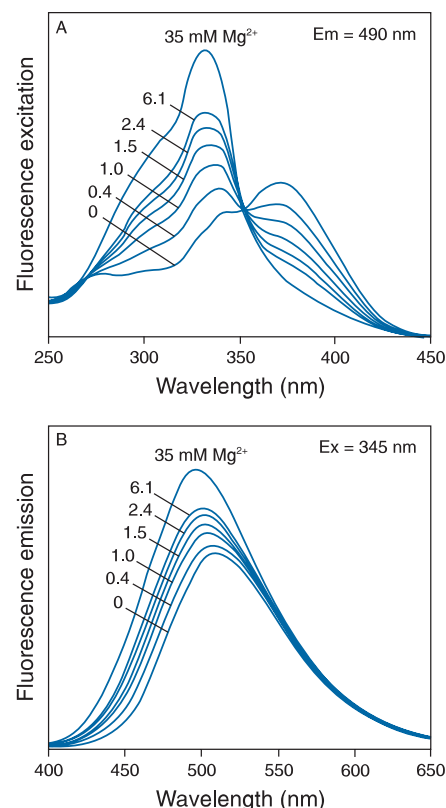 A
35 mM Mg²⁺
Em = 490 nm
6.1
2.4
1.5
1.0
0.4
0
Fluorescence excitation
250
300
350
400
450
Wavelength (nm)
B
Ex = 345 nm
35 mM Mg²⁺
6.1
2.4
1.5
1.0
0.4
0
Fluorescence emission
400
450
500
550
600
650
Wavelength (nm)